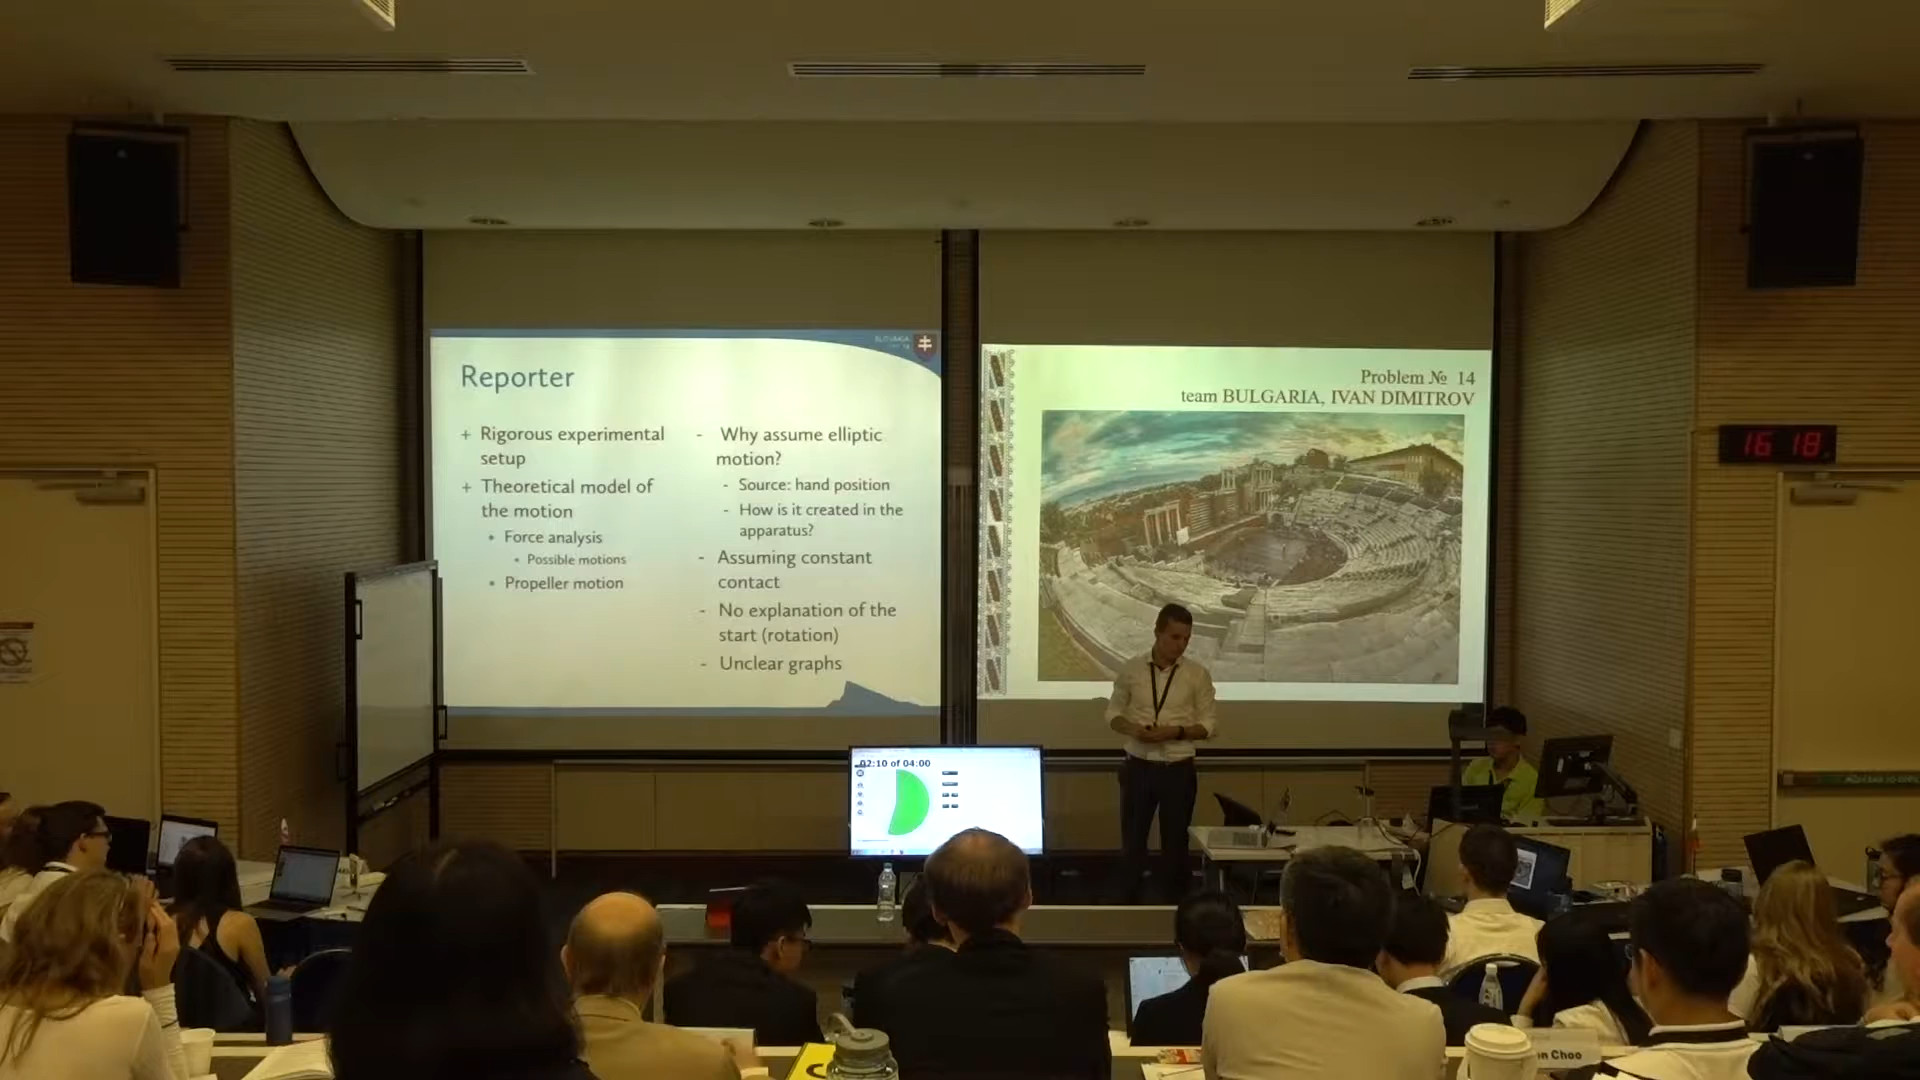 SLOVAKIA
Reporter
+ Rigorous experimental
setup
+ Theoretical model of
the motion
• Force analysis
• Possible motions
• Propeller motion
- Why assume elliptic
motion?
- Source: hand position
- How is it created in the
apparatus?
- Assuming constant
contact
- No explanation of the
start (rotation)
- Unclear graphs
Problem № 14
team BULGARIA, IVAN DIMITROV
16 18
02:10 of 04:00
Choo